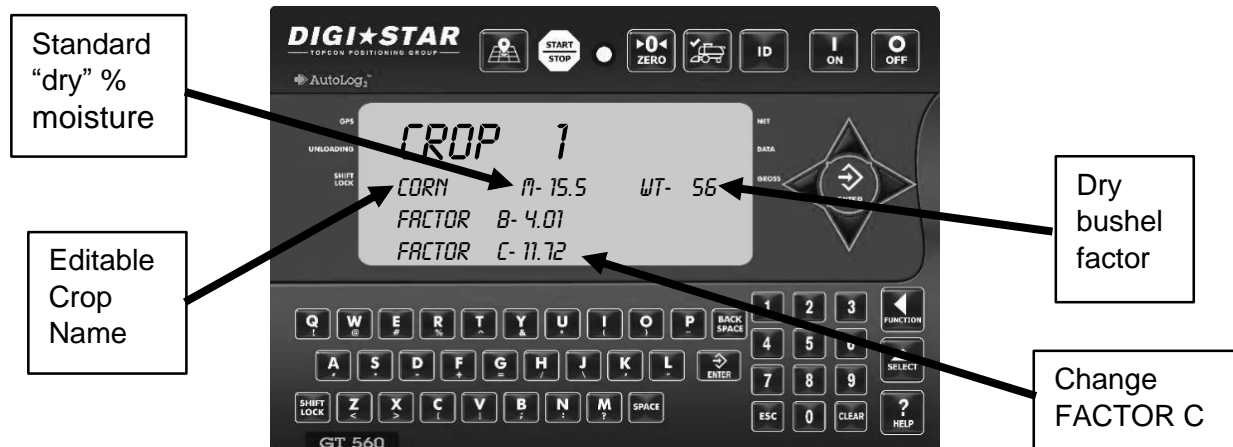 Standard
“dry” %
moisture
Editable
Crop
Name
Dry
bushel
factor
Change
FACTOR C
DIGI★STAR
TOPCON POSITIONING GROUP
AutoLog2™
START
STOP
▶0◀
ZERO
ID
I
ON
O
OFF
GPS
UNLOADING
SHIFT
LOCK
CROP 1
CORN M- 15.5 WT- 56
FACTOR B- 4.01
FACTOR C- 11.72
NET
DATA
GROSS
ENTER
Q W E R T Y U I O P BACK SPACE
! @ # % ^ & * ( ) _
A S D F G H J K L ENTER
+ = / \
SHIFT LOCK Z X C V B N M SPACE
< > [ ] ; : ?
1 2 3 FUNCTION
4 5 6 SELECT
7 8 9
ESC 0 CLEAR ? HELP
GT 560